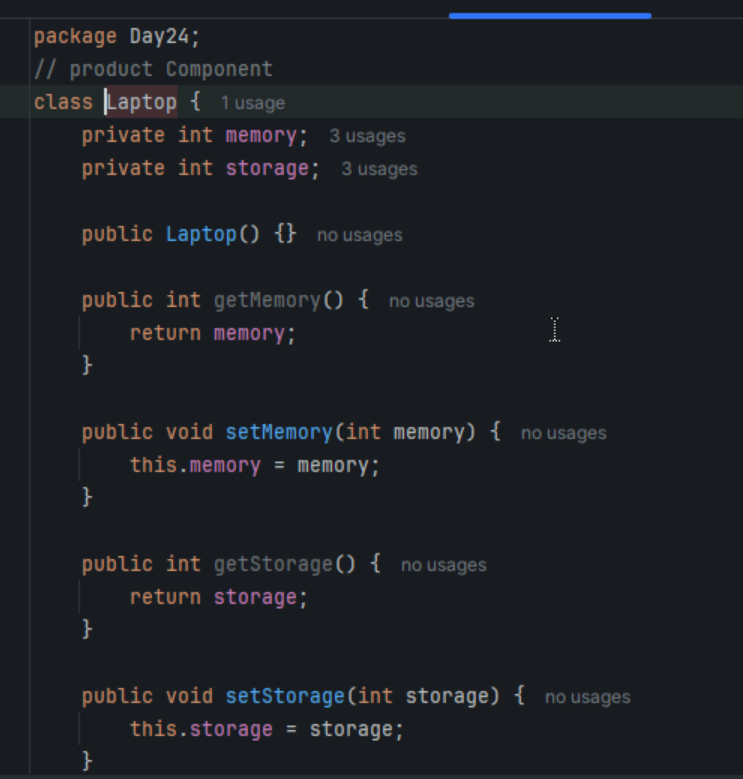 package Day24;
// product Component
class Laptop { 1 usage
private int memory; 3 usages
private int storage; 3 usages
public Laptop() {} no usages
public int getMemory() { no usages
return memory;
}
public void setMemory(int memory) { no usages
this.memory = memory;
}
public int getStorage() { no usages
return storage;
}
public void setStorage(int storage) { no usages
this.storage = storage;
}